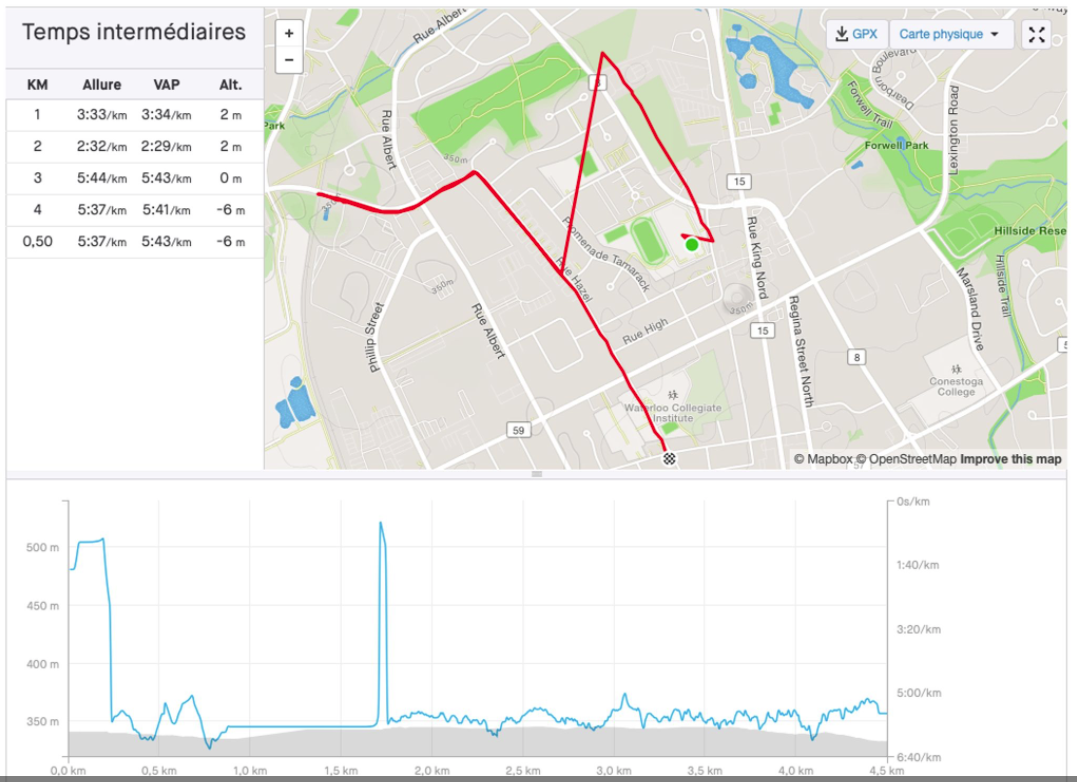 Temps intermédiaires
KM Allure VAP Alt.
1 3:33/km 3:34/km 2 m
2 2:32/km 2:29/km 2 m
3 5:44/km 5:43/km 0 m
4 5:37/km 5:41/km -6 m
0,50 5:37/km 5:43/km -6 m
+
−
GPX
Carte physique
Rue Albert
Boulevard
Dearborn
Forwell Trail
Lexington Road
Park
Rue Albert
Forwell Park
350m
8
15
350m
Promenade Tamarack
Rue King Nord
Hillside Rese
Rue Hazel
Hillside Trail
Marsland Drive
350m
350m
Regina Street North
Phillip Street
Rue Albert
Rue High
15
8
5
Conestoga
College
Waterloo Collegiate
Institute
59
57
© Mapbox © OpenStreetMap Improve this map
0s/km
500 m
1:40/km
450 m
3:20/km
400 m
5:00/km
350 m
6:40/km
0,0 km 0,5 km 1,0 km 1,5 km 2,0 km 2,5 km 3,0 km 3,5 km 4,0 km 4,5 km